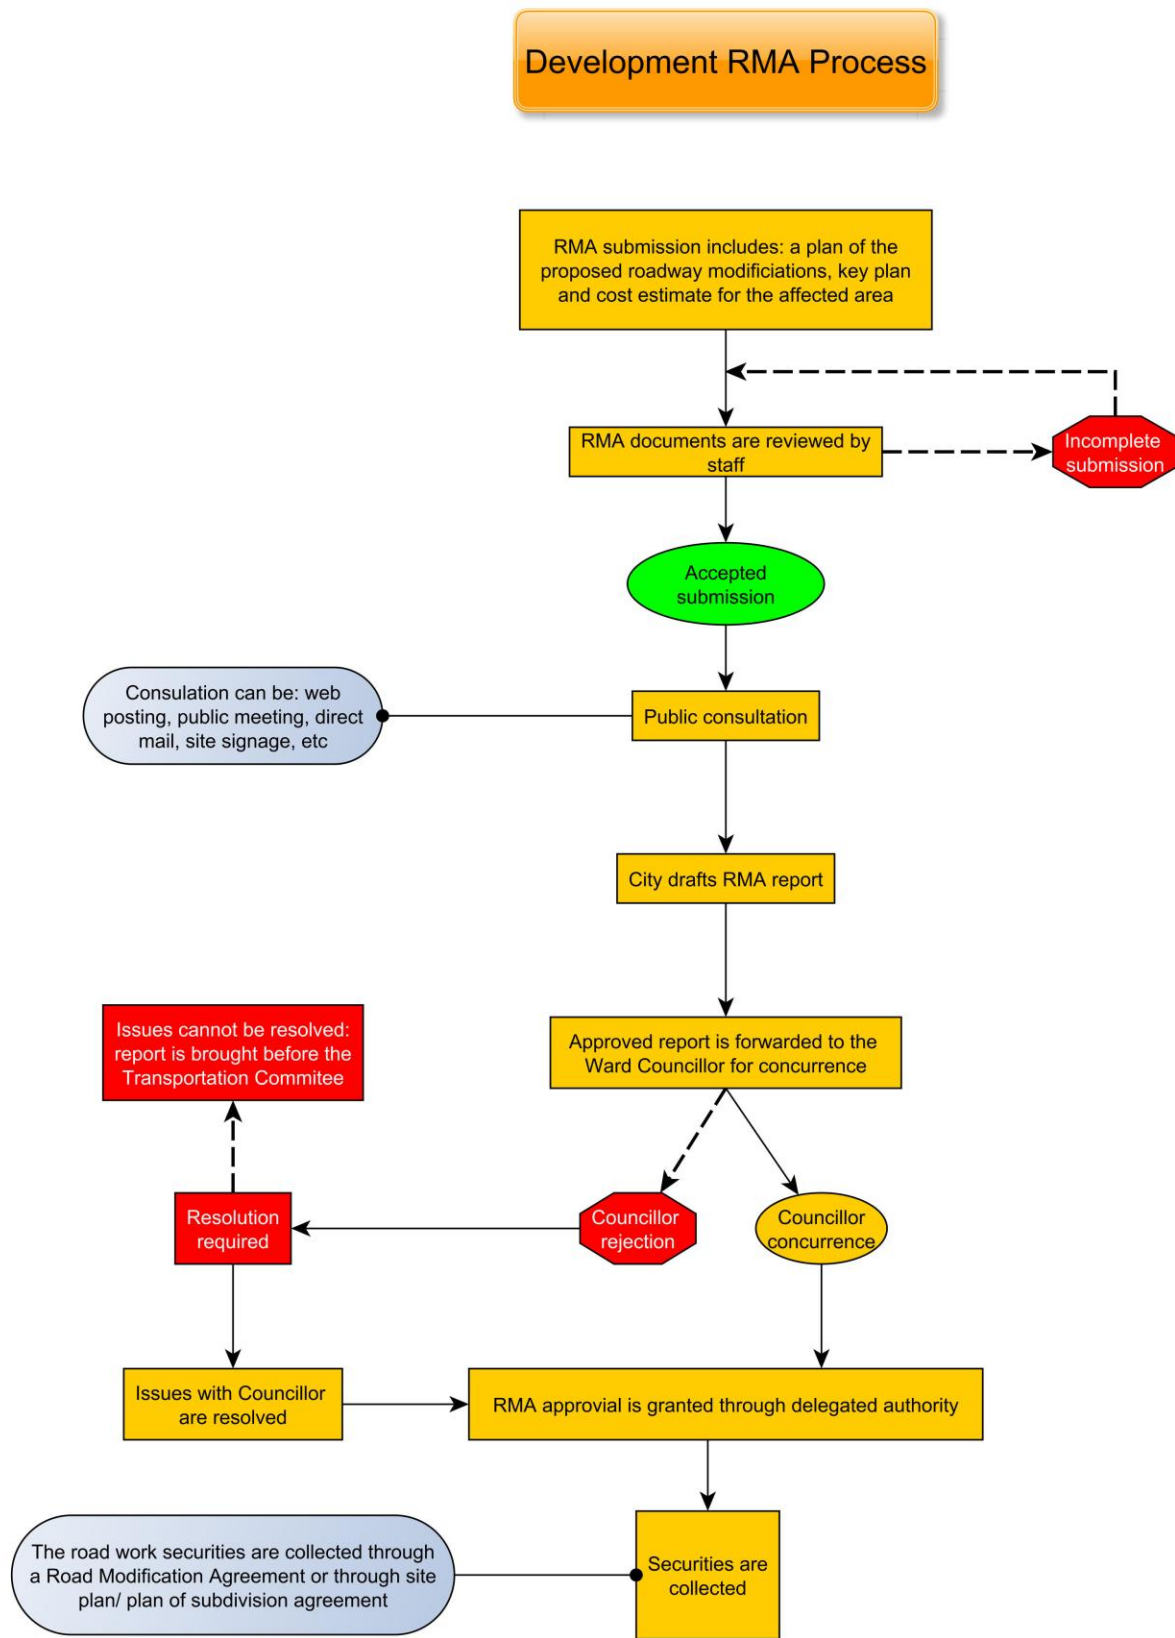 Development RMA Process
RMA submission includes: a plan of the
proposed roadway modificiations, key plan
and cost estimate for the affected area
RMA documents are reviewed by
staff
Incomplete
submission
Accepted
submission
Consulation can be: web
posting, public meeting, direct
mail, site signage, etc
Public consultation
City drafts RMA report
Issues cannot be resolved:
report is brought before the
Transportation Commitee
Approved report is forwarded to the
Ward Councillor for concurrence
Resolution
required
Councillor
rejection
Councillor
concurrence
Issues with Councillor
are resolved
RMA approvial is granted through delegated authority
The road work securities are collected through
a Road Modification Agreement or through site
plan/ plan of subdivision agreement
Securities are
collected